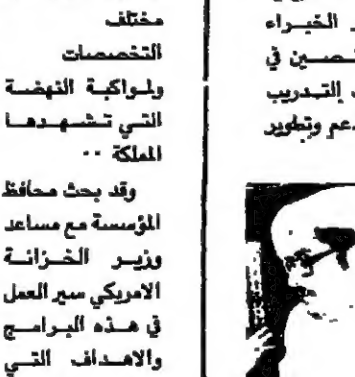 الخبراء
في
التدريب
دعم وتطوير
مختلف
التخصصات
ولمواكبة النهضة
التي تشهدها
المملكة ..
وقد بحث محافظ
المؤسسة مع مساعد
وزير الخزانة
الامريكي سير العمل
في هذه البرامج
والاهداف التي